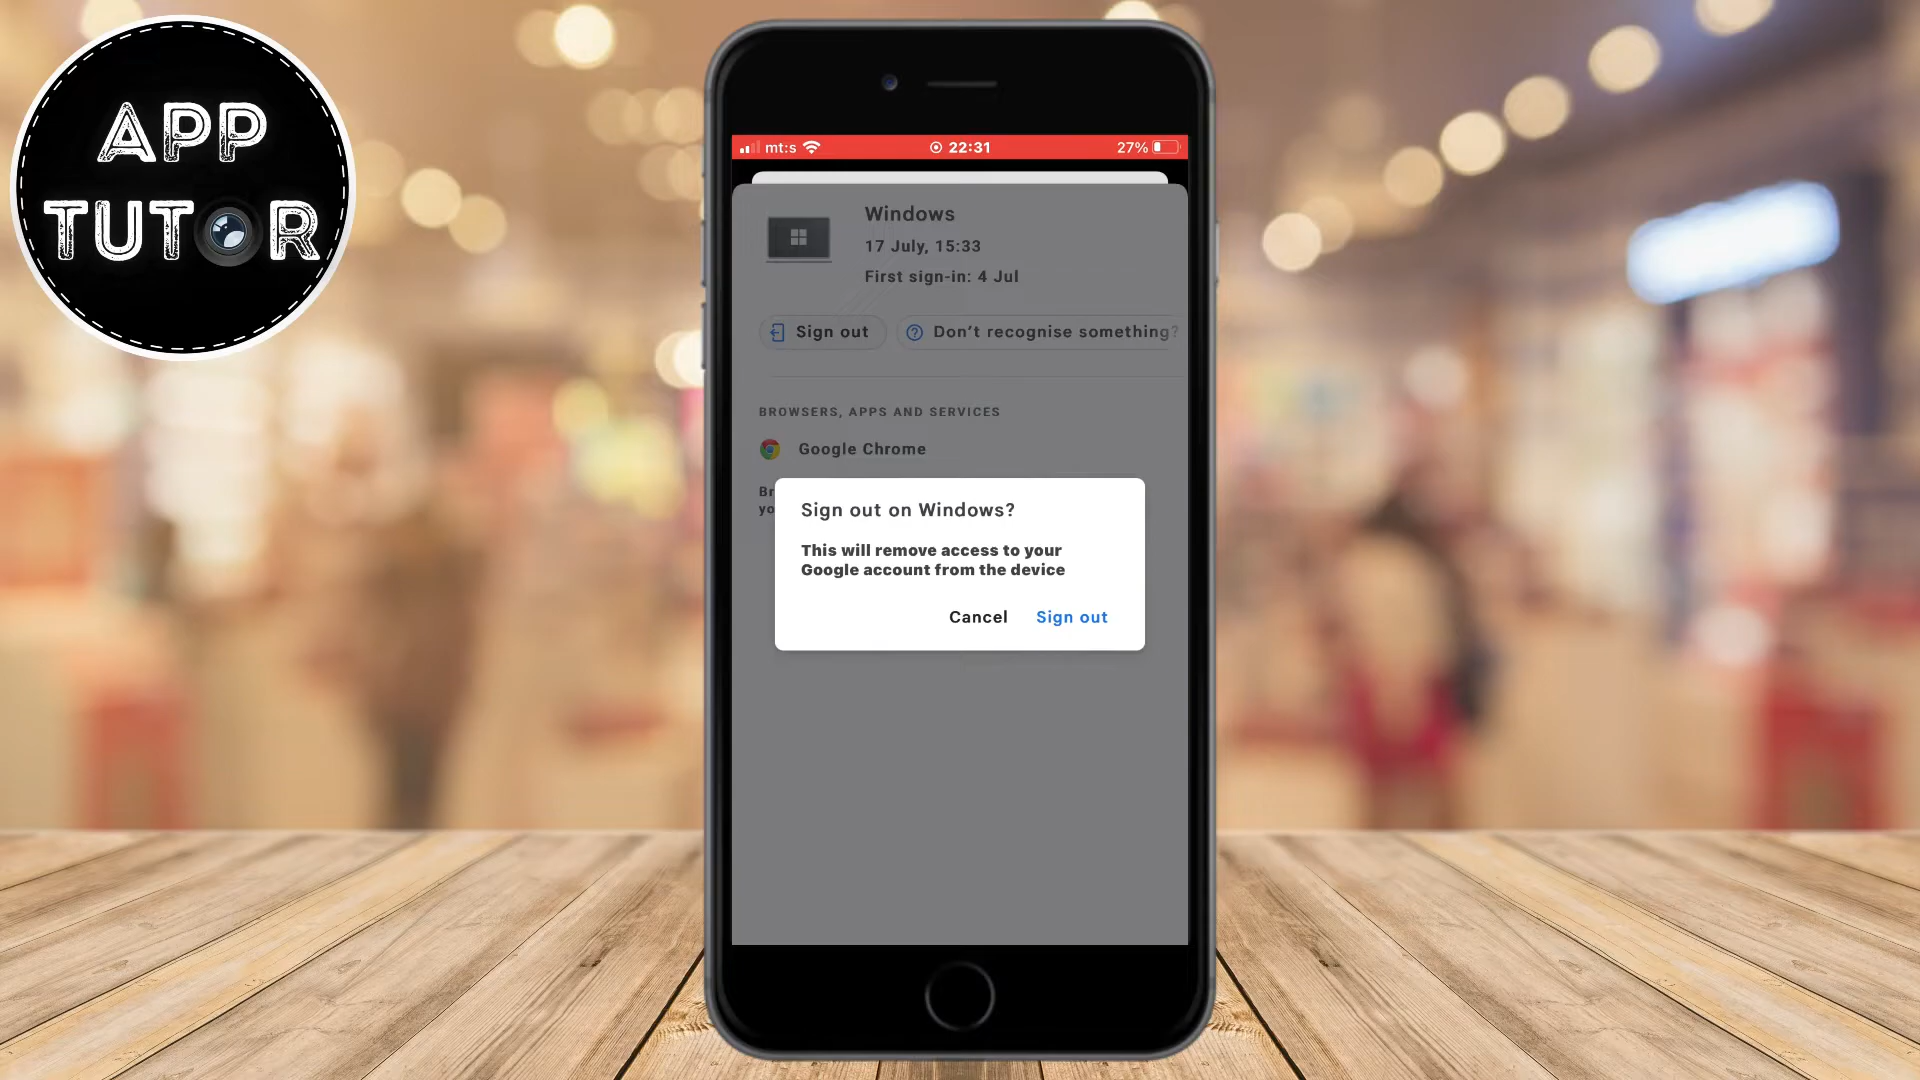 APP
TUTOR
mt:s
22:31
27%
Windows
17 July, 15:33
First sign-in: 4 Jul
Sign out
Don't recognise something?
BROWSERS, APPS AND SERVICES
Google Chrome
Br
yo
Sign out on Windows?
This will remove access to your
Google account from the device
Cancel
Sign out